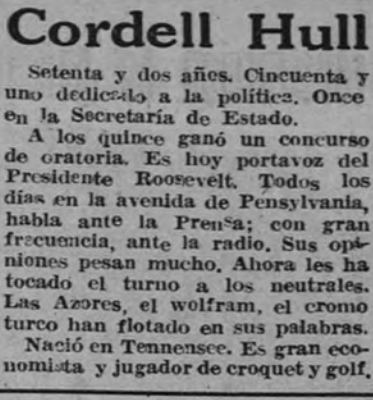 Cordell Hull
Setenta y dos años. Cincuenta y
uno dedicado a la política. Once
en la Secretaría de Estado.
A los quince ganó un concurso
de oratoria. Es hoy portavoz del
Presidente Roosevelt. Todos los
días en la avenida de Pensylvania,
habla ante la Prensa; con gran
frecuencia, ante la radio. Sus opi-
niones pesan mucho. Ahora les ha
tocado el turno a los neutrales.
Las Azores, el wolfram, el cromo
turco han flotado en sus palabras.
Nació en Tennensee. Es gran eco-
nomista y jugador de croquet y golf.